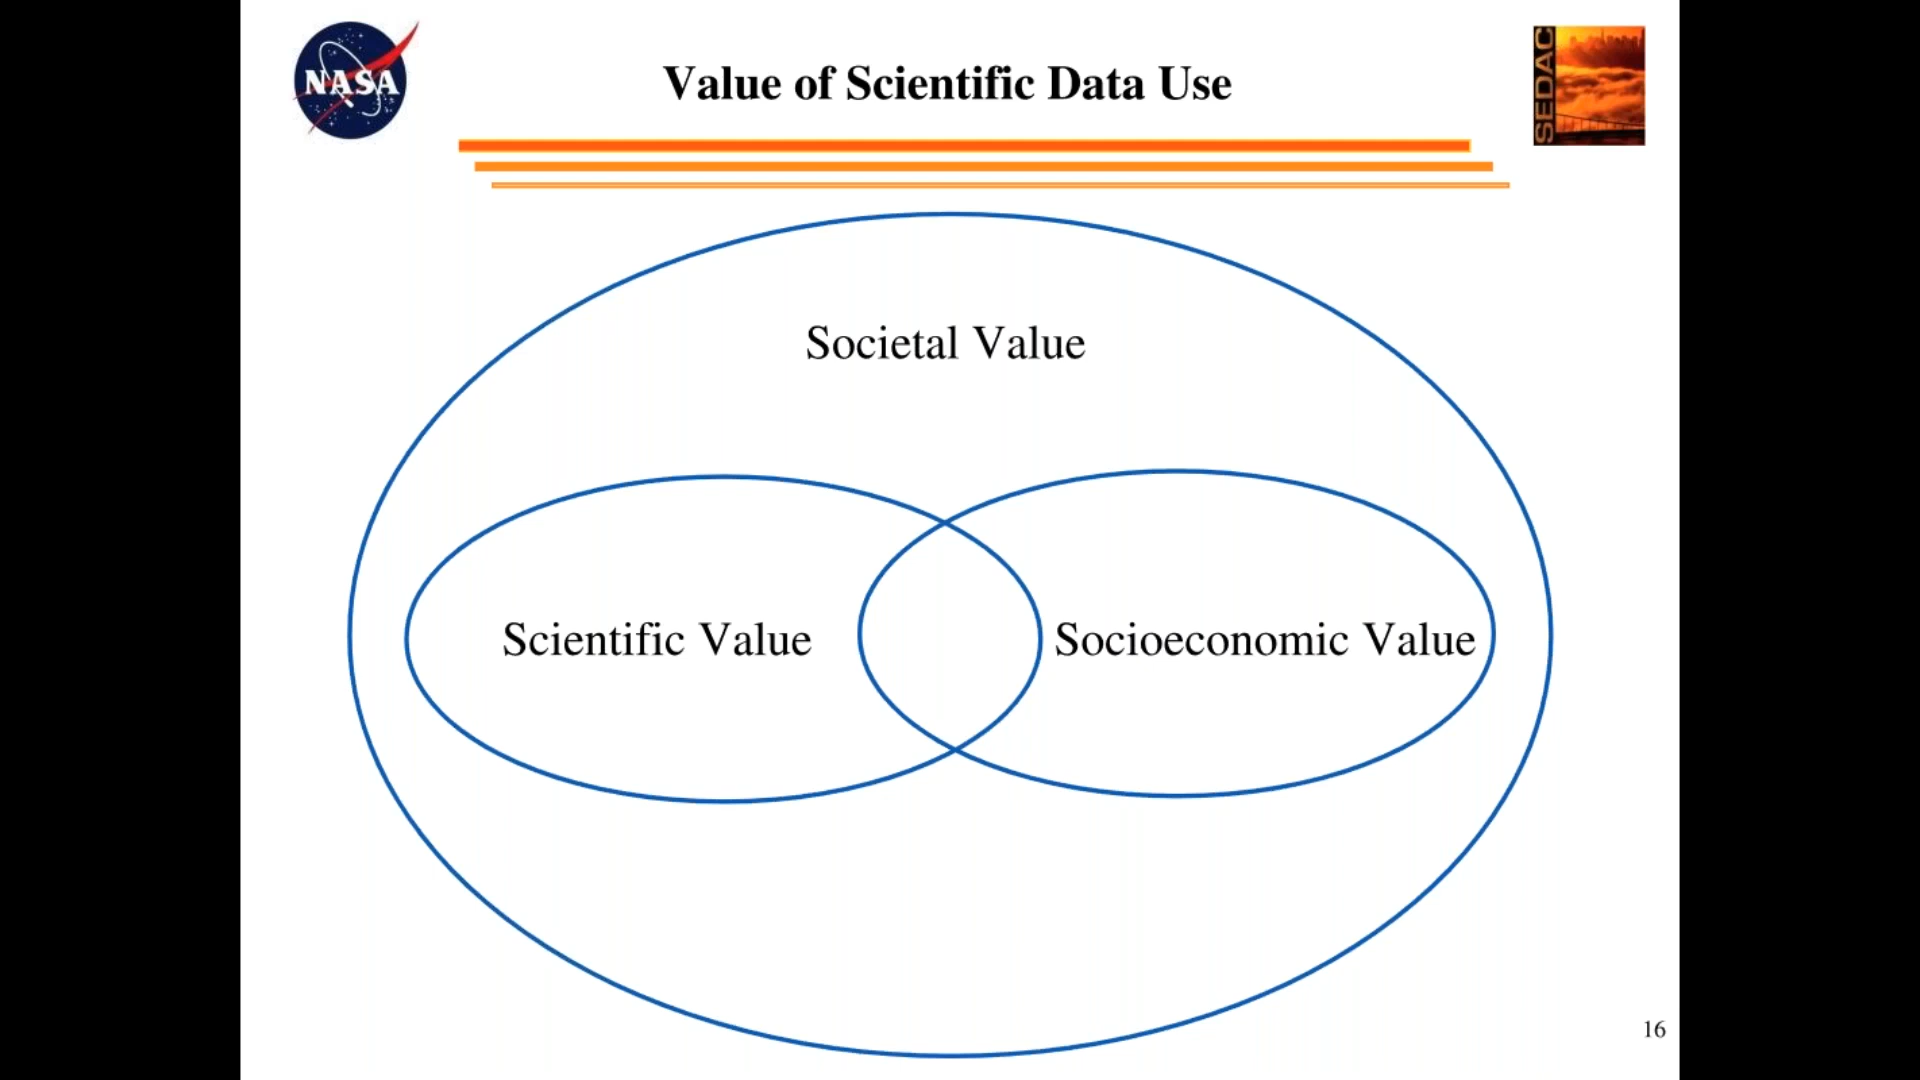 NASA
Value of Scientific Data Use
SEDAC
Societal Value
Scientific Value
Socioeconomic Value
16